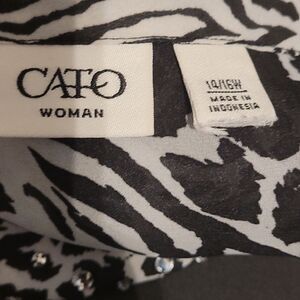 CATO
WOMAN
14/16W
MADE IN
INDONESIA